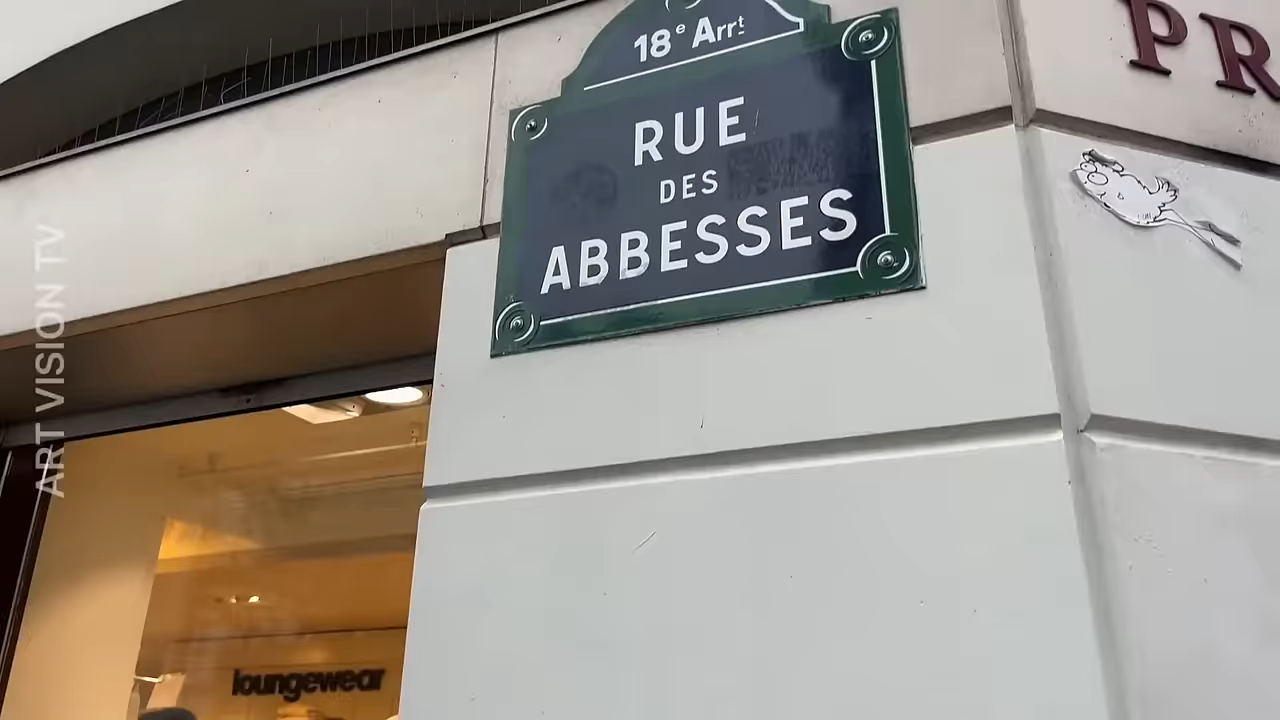 18e Arrt
RUE
DES
ABBESSES
PR
ART VISION TV
loungewear